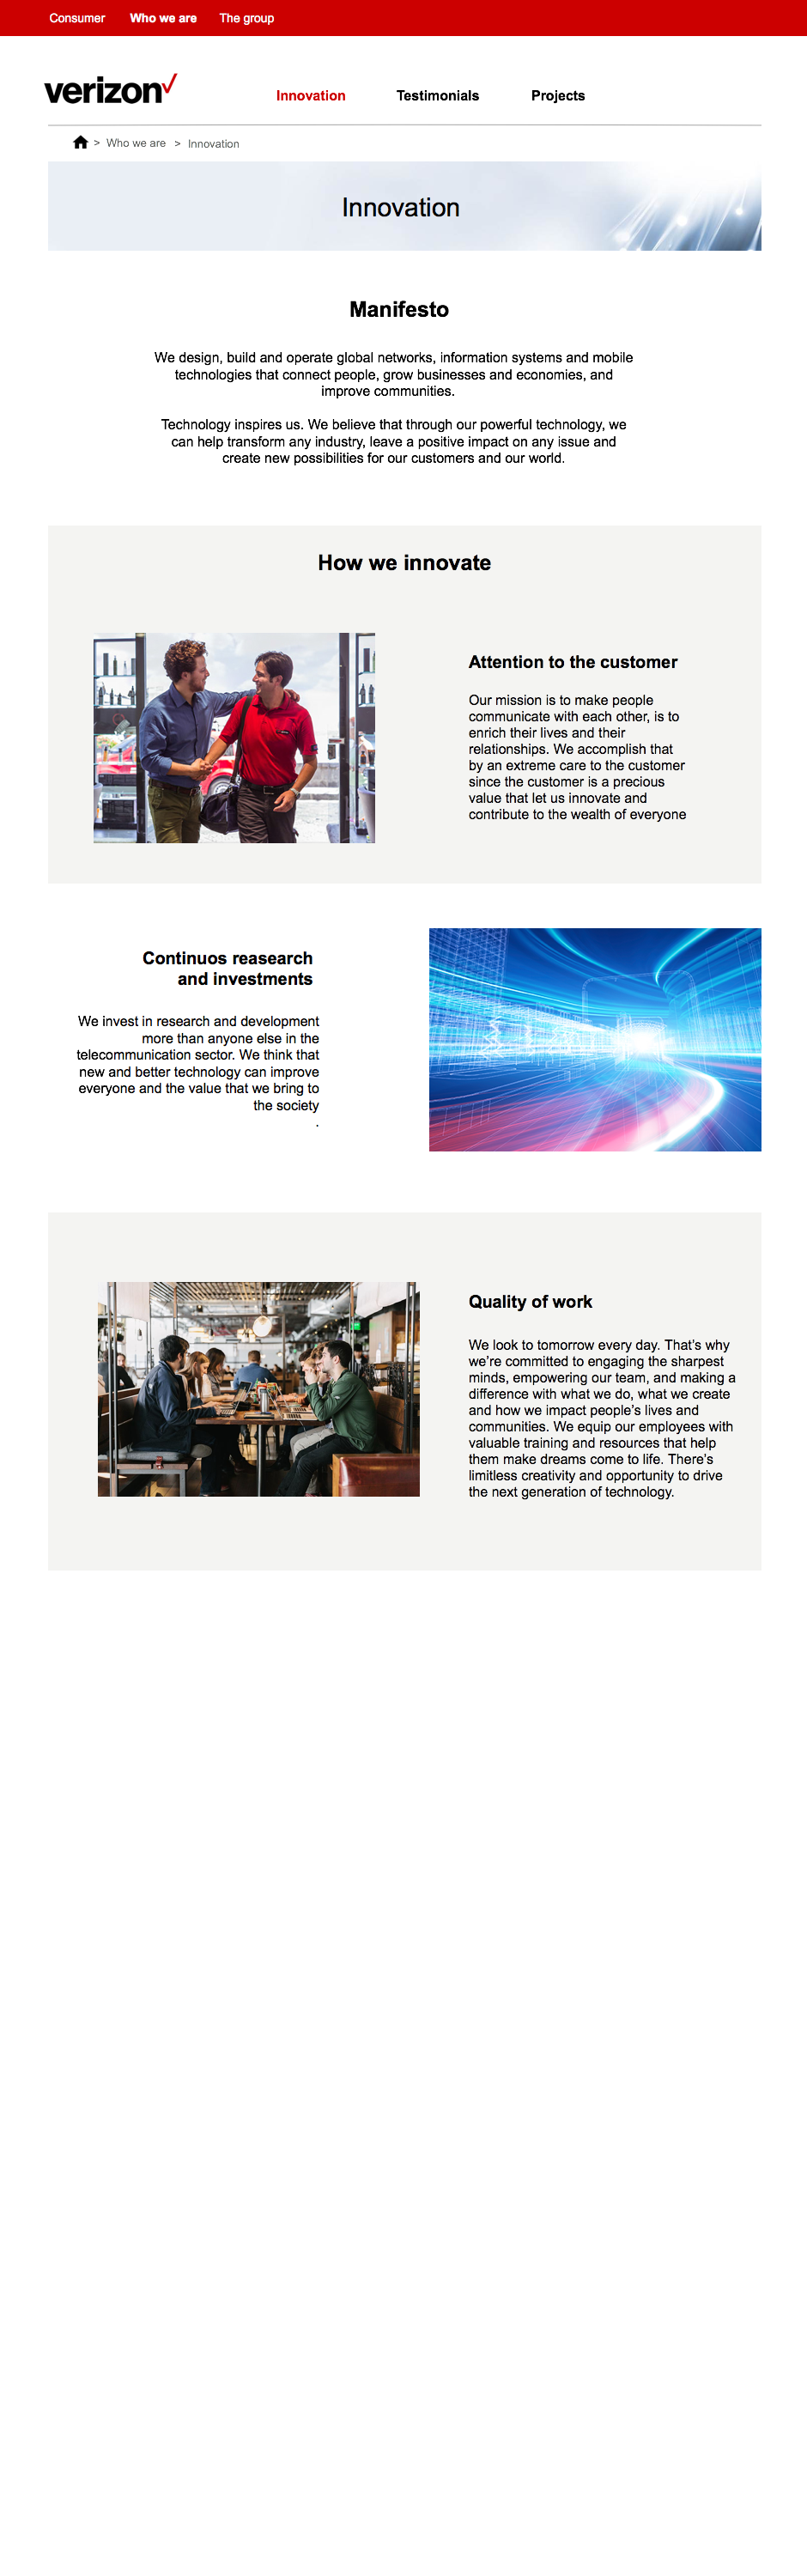 Consumer Who we are The group
verizon
Innovation Testimonials Projects
> Who we are > Innovation
Innovation
Manifesto
We design, build and operate global networks, information systems and mobile
technologies that connect people, grow businesses and economies, and
improve communities.
Technology inspires us. We believe that through our powerful technology, we
can help transform any industry, leave a positive impact on any issue and
create new possibilities for our customers and our world.
How we innovate
Attention to the customer
Our mission is to make people
communicate with each other, is to
enrich their lives and their
relationships. We accomplish that
by an extreme care to the customer
since the customer is a precious
value that let us innovate and
contribute to the wealth of everyone
Continuos reasearch
and investments
We invest in research and development
more than anyone else in the
telecommunication sector. We think that
new and better technology can improve
everyone and the value that we bring to
the society
.
Quality of work
We look to tomorrow every day. That’s why
we’re committed to engaging the sharpest
minds, empowering our team, and making a
difference with what we do, what we create
and how we impact people’s lives and
communities. We equip our employees with
valuable training and resources that help
them make dreams come to life. There’s
limitless creativity and opportunity to drive
the next generation of technology.